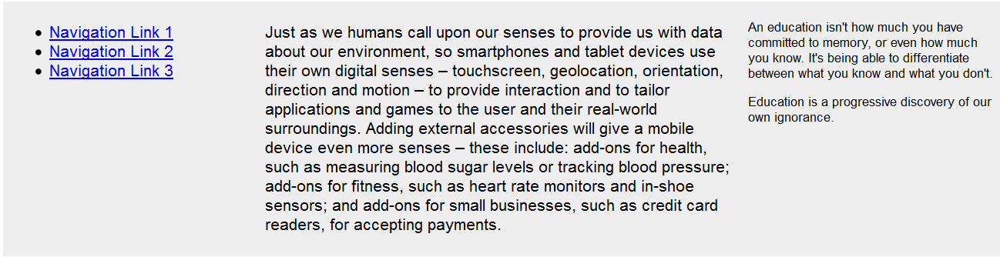 Navigation Link 1
Navigation Link 2
Navigation Link 3
Just as we humans call upon our senses to provide us with data
about our environment, so smartphones and tablet devices use
their own digital senses – touchscreen, geolocation, orientation,
direction and motion – to provide interaction and to tailor
applications and games to the user and their real-world
surroundings. Adding external accessories will give a mobile
device even more senses – these include: add-ons for health,
such as measuring blood sugar levels or tracking blood pressure;
add-ons for fitness, such as heart rate monitors and in-shoe
sensors; and add-ons for small businesses, such as credit card
readers, for accepting payments.
An education isn't how much you have
committed to memory, or even how much
you know. It's being able to differentiate
between what you know and what you don't.
Education is a progressive discovery of our
own ignorance.